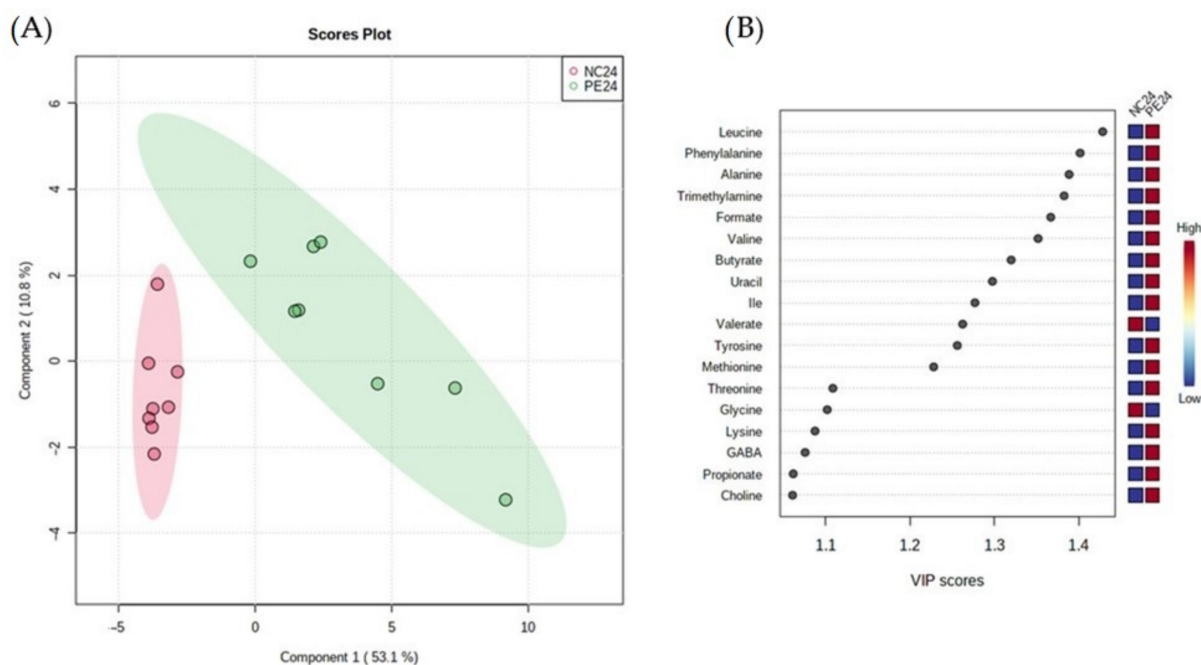 (A)
Scores Plot
NC24
PE24
6
4
2
0
-2
-4
-5
0
5
10
Component 2 ( 10.8 %)
Component 1 ( 53.1 %)
(B)
NC24
PE24
Leucine
Phenylalanine
Alanine
Trimethylamine
Formate
Valine
Butyrate
Uracil
Ile
Valerate
Tyrosine
Methionine
Threonine
Glycine
Lysine
GABA
Propionate
Choline
1.1
1.2
1.3
1.4
VIP scores
High
Low